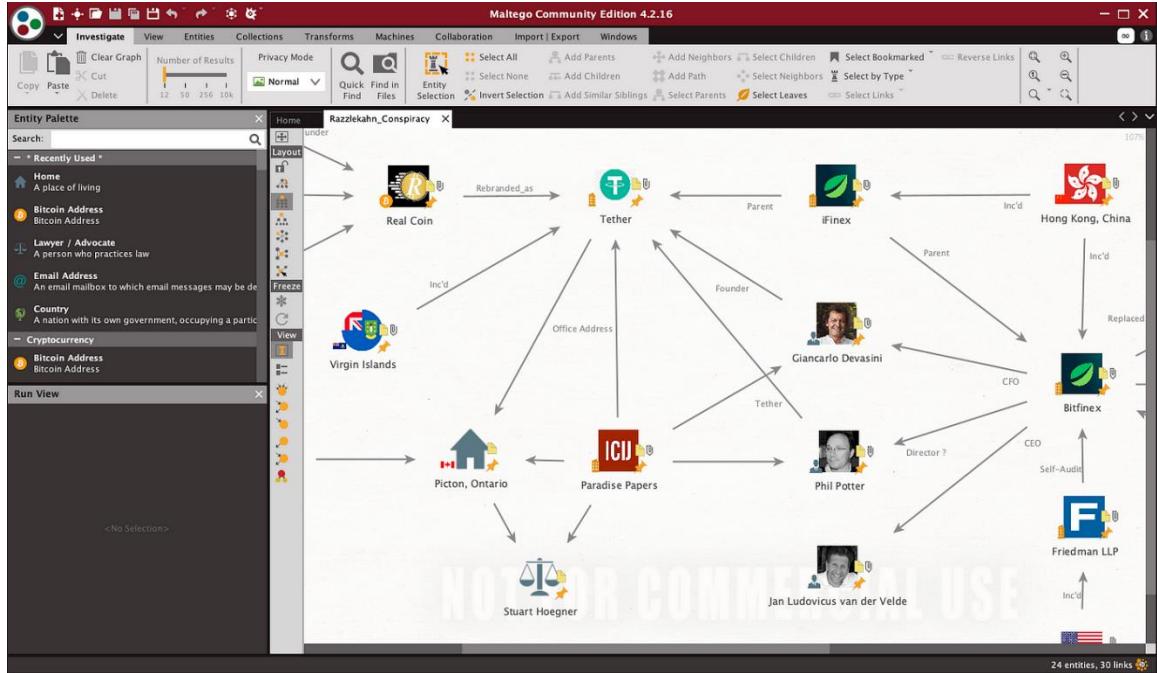 Maltego Community Edition 4.2.16
Investigate View Entities Collections Transforms Machines Collaboration Import | Export Windows
Copy
Paste
Clear Graph
Cut
Delete
Number of Results
12 50 256 10k
Privacy Mode
Normal
Quick Find
Find in Files
Entity Selection
Select All
Select None
Invert Selection
Add Parents
Add Children
Add Similar Siblings
Add Neighbors
Add Path
Select Parents
Select Children
Select Neighbors
Select Leaves
Select Bookmarked
Select by Type
Select Links
Reverse Links
Entity Palette
Search:
* Recently Used *
Home
A place of living
Bitcoin Address
Bitcoin Address
Lawyer / Advocate
A person who practices law
Email Address
An email mailbox to which email messages may be de
Country
A nation with its own government, occupying a partic
Cryptocurrency
Bitcoin Address
Bitcoin Address
Run View
<No Selection>
Home
Razzlekahn_Conspiracy
Layout
Freeze
View
107%
under
Real Coin
Rebranded_as
Tether
Parent
iFinex
Inc'd
Hong Kong, China
Inc'd
Virgin Islands
Office Address
Founder
Parent
Inc'd
Giancarlo Devasini
Replaced
CFO
Bitfinex
Tether
Picton, Ontario
ICIJ
Paradise Papers
Phil Potter
Director ?
CEO
Self-Audit
F
Friedman LLP
Stuart Hoegner
Jan Ludovicus van der Velde
Inc'd
NOT FOR COMMERCIAL USE
24 entities, 30 links